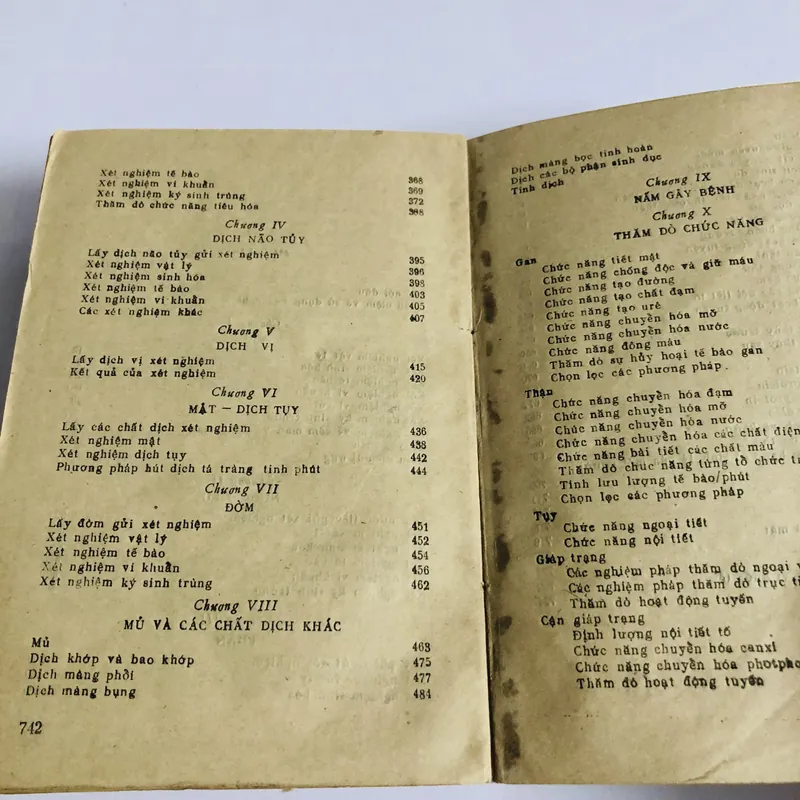 Xét nghiệm tế bào 368
Xét nghiệm vi khuẩn 369
Xét nghiệm ký sinh trùng 372
Thăm dò chức năng tiêu hóa 388
Chương IV
DỊCH NÃO TỦY
Lấy dịch não tủy gửi xét nghiệm 395
Xét nghiệm vật lý 396
Xét nghiệm sinh hóa 398
Xét nghiệm tế bào 403
Xét nghiệm vi khuẩn 405
Các xét nghiệm khác 407
Chương V
DỊCH VỊ
Lấy dịch vị xét nghiệm 415
Kết quả của xét nghiệm 420
Chương VI
MẬT – DỊCH TỤY
Lấy các chất dịch xét nghiệm 436
Xét nghiệm mật 438
Xét nghiệm dịch tụy 442
Phương pháp hút dịch tá tràng tính phút 444
Chương VII
ĐỜM
Lấy đờm gửi xét nghiệm 451
Xét nghiệm vật lý 452
Xét nghiệm tế bào 454
Xét nghiệm vi khuẩn 456
Xét nghiệm ký sinh trùng 462
Chương VIII
MỦ VÀ CÁC CHẤT DỊCH KHÁC
Mủ 463
Dịch khớp và bao khớp 475
Dịch màng phổi 477
Dịch màng bụng 484
742
Dịch màng bọc tinh hoàn
Dịch các bộ phận sinh dục
Tinh dịch
Chương IX
NẤM GÂY BỆNH
Chương X
THĂM DÒ CHỨC NĂNG
Gan
Chức năng tiết mật
Chức năng chống độc và giữ máu
Chức năng tạo đường
Chức năng tạo chất đạm
Chức năng tạo urê
Chức năng chuyển hóa mỡ
Chức năng chuyển hóa nước
Chức năng đông máu
Thăm dò sự hủy hoại tế bào gan
Chọn lọc các phương pháp
Thận
Chức năng chuyển hóa đạm
Chức năng chuyển hóa mỡ
Chức năng chuyển hóa nước
Chức năng chuyển hóa các chất điện
Chức năng bài tiết các chất màu
Thăm dò chức năng từng tổ chức
Tính lưu lượng tế bào/phút
Chọn lọc các phương pháp
Tụy
Chức năng ngoại tiết
Chức năng nội tiết
Giáp trạng
Các nghiệm pháp thăm dò ngoại
Các nghiệm pháp thăm dò trực
Thăm dò hoạt động tuyến
Cận giáp trạng
Định lượng nội tiết tố
Chức năng chuyển hóa canxi
Chức năng chuyển hóa
Thăm dò hoạt động tuyến